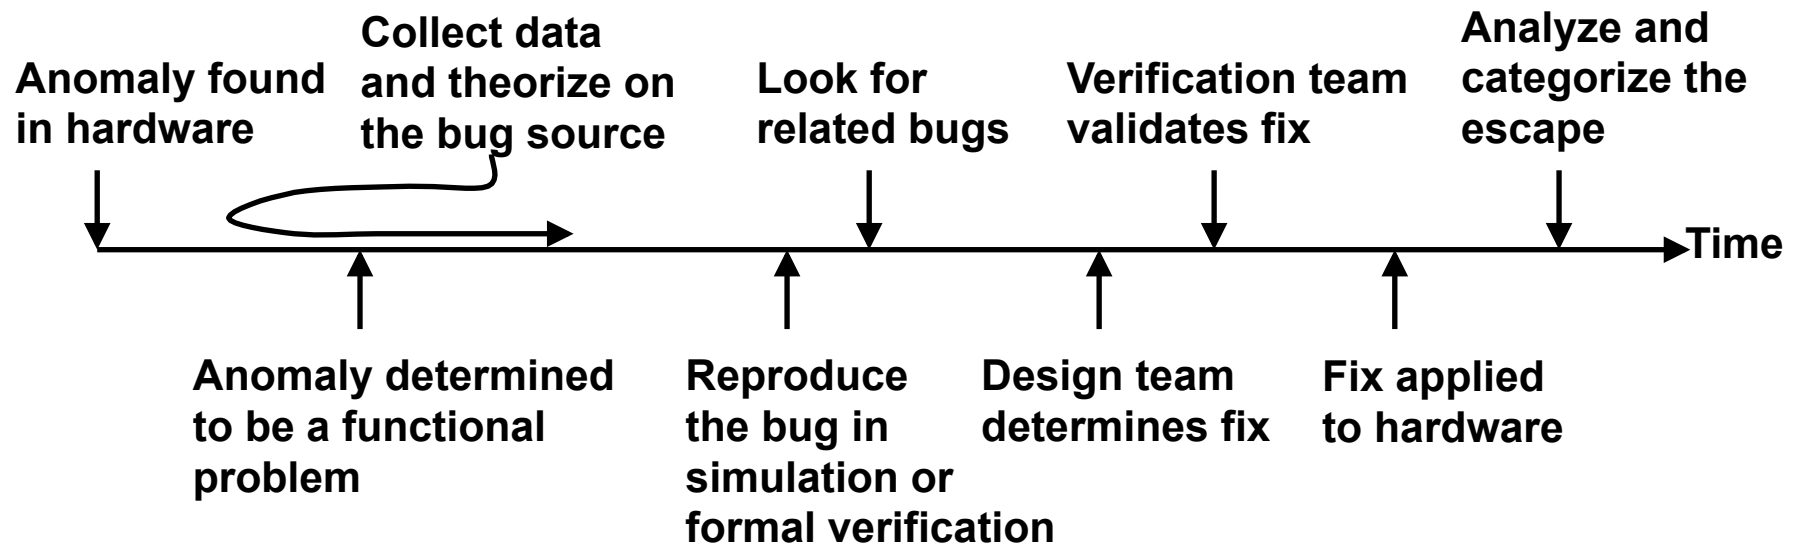 Anomaly found
in hardware
Collect data
and theorize on
the bug source
Look for
related bugs
Verification team
validates fix
Analyze and
categorize the
escape
Time
Anomaly determined
to be a functional
problem
Reproduce
the bug in
simulation or
formal verification
Design team
determines fix
Fix applied
to hardware